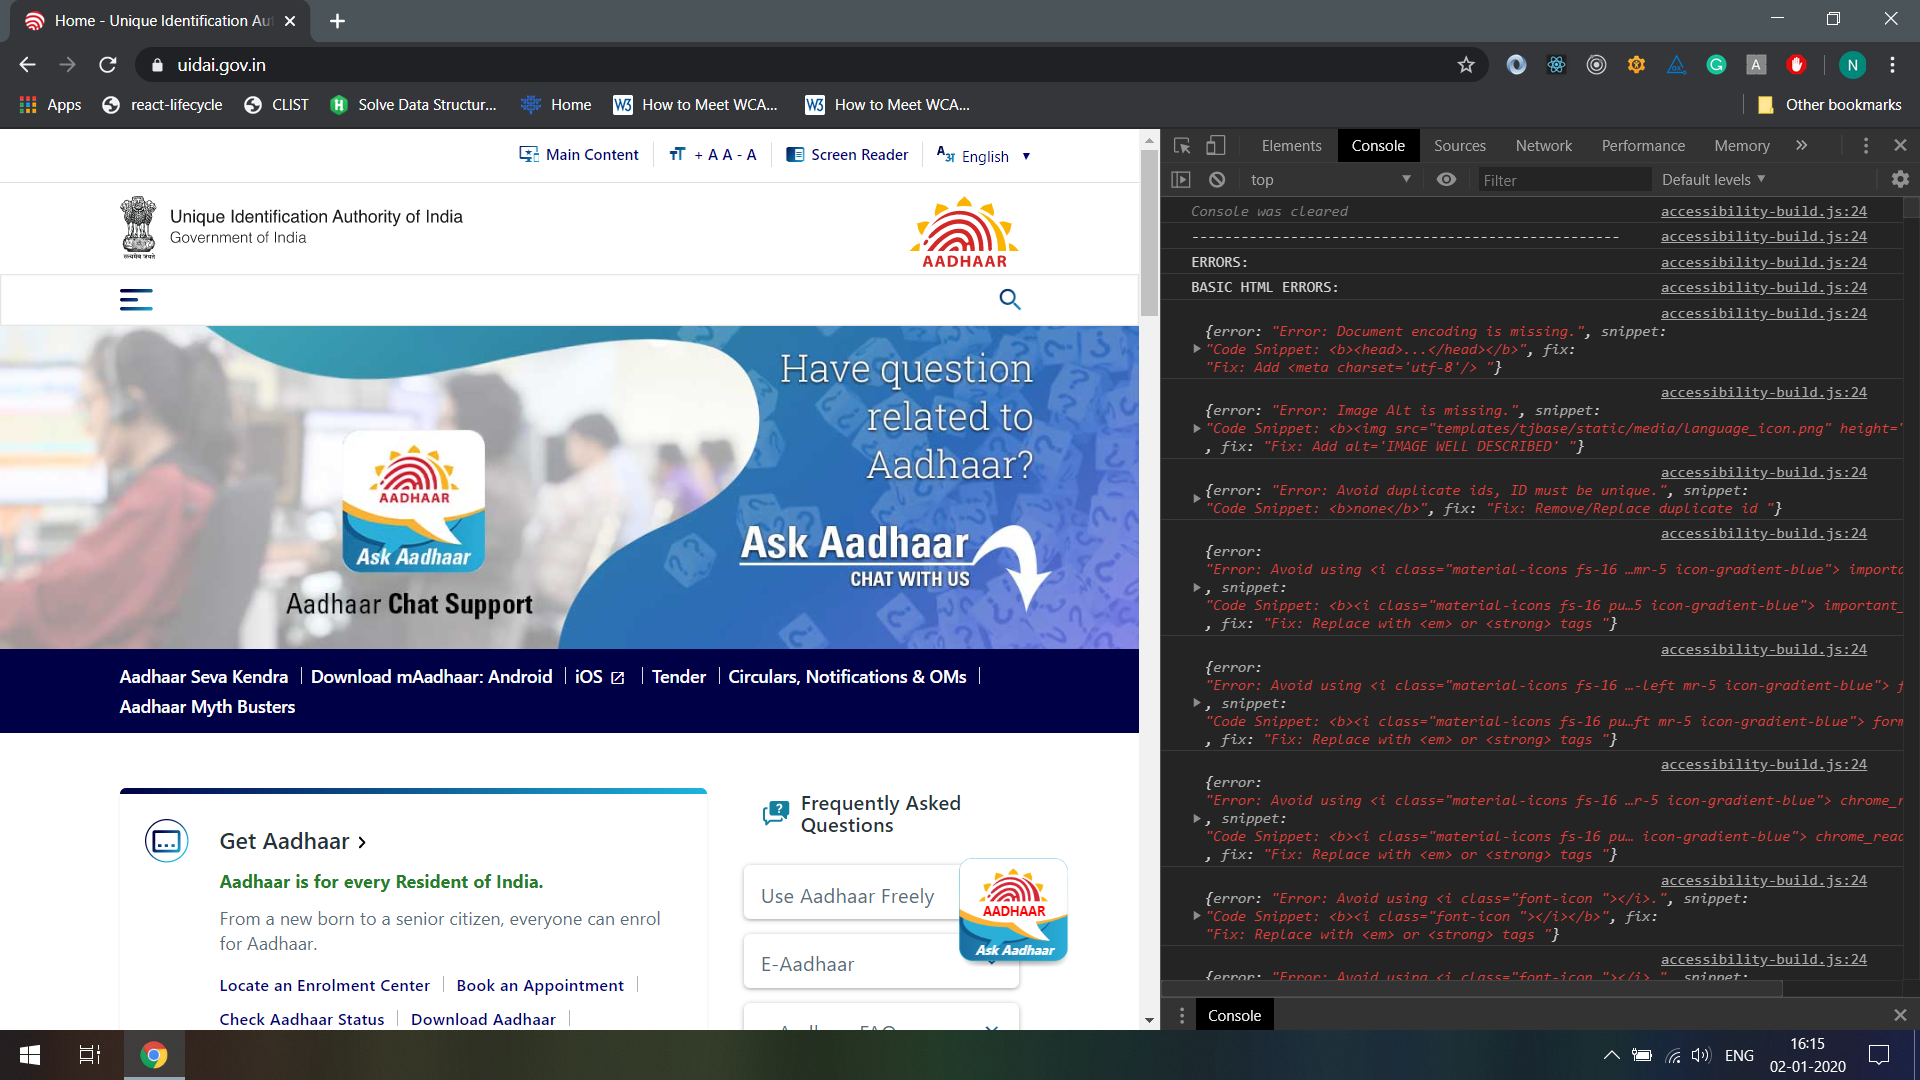 Home - Unique Identification Au
uidai.gov.in
N
Apps
react-lifecycle
CLIST
Solve Data Structur...
Home
How to Meet WCA...
How to Meet WCA...
Other bookmarks
Main Content
+ A A - A
Screen Reader
English
सत्यमेव जयते
Unique Identification Authority of India
Government of India
AADHAAR
Have question
related to
Aadhaar?
AADHAAR
Ask Aadhaar
Aadhaar Chat Support
Ask Aadhaar
CHAT WITH US
Aadhaar Seva Kendra
Download mAadhaar: Android
iOS
Tender
Circulars, Notifications & OMs
Aadhaar Myth Busters
Get Aadhaar
Aadhaar is for every Resident of India.
From a new born to a senior citizen, everyone can enrol
for Aadhaar.
Locate an Enrolment Center
Book an Appointment
Check Aadhaar Status
Download Aadhaar
Frequently Asked
Questions
Use Aadhaar Freely
E-Aadhaar
AADHAAR
Ask Aadhaar
Elements
Console
Sources
Network
Performance
Memory
top
Filter
Default levels
Console was cleared accessibility-build.js:24
---------------------------------------------------- accessibility-build.js:24
ERRORS: accessibility-build.js:24
BASIC HTML ERRORS: accessibility-build.js:24
accessibility-build.js:24
{error: "Error: Document encoding is missing.", snippet:
"Code Snippet: <b><head>...</head></b>", fix:
"Fix: Add <meta charset='utf-8'/> "}
accessibility-build.js:24
{error: "Error: Image Alt is missing.", snippet:
"Code Snippet: <b><img src="templates/tjbase/static/media/language_icon.png" height="
, fix: "Fix: Add alt='IMAGE WELL DESCRIBED' "}
accessibility-build.js:24
{error: "Error: Avoid duplicate ids, ID must be unique.", snippet:
"Code Snippet: <b>none</b>", fix: "Fix: Remove/Replace duplicate id "}
accessibility-build.js:24
{error:
"Error: Avoid using <i class="material-icons fs-16 …mr-5 icon-gradient-blue"> importa
, snippet:
"Code Snippet: <b><i class="material-icons fs-16 pu…5 icon-gradient-blue"> important_
, fix: "Fix: Replace with <em> or <strong> tags "}
accessibility-build.js:24
{error:
"Error: Avoid using <i class="material-icons fs-16 …-left mr-5 icon-gradient-blue"> f
, snippet:
"Code Snippet: <b><i class="material-icons fs-16 pu…ft mr-5 icon-gradient-blue"> form
, fix: "Fix: Replace with <em> or <strong> tags "}
accessibility-build.js:24
{error:
"Error: Avoid using <i class="material-icons fs-16 …r-5 icon-gradient-blue"> chrome_r
, snippet:
"Code Snippet: <b><i class="material-icons fs-16 pu… icon-gradient-blue"> chrome_read
, fix: "Fix: Replace with <em> or <strong> tags "}
accessibility-build.js:24
{error: "Error: Avoid using <i class="font-icon "></i>.", snippet:
"Code Snippet: <b><i class="font-icon "></i></b>", fix:
"Fix: Replace with <em> or <strong> tags "}
accessibility-build.js:24
{error: "Error: Avoid using <i class="font-icon "></i>.", snippet:
Console
ENG
16:15
02-01-2020